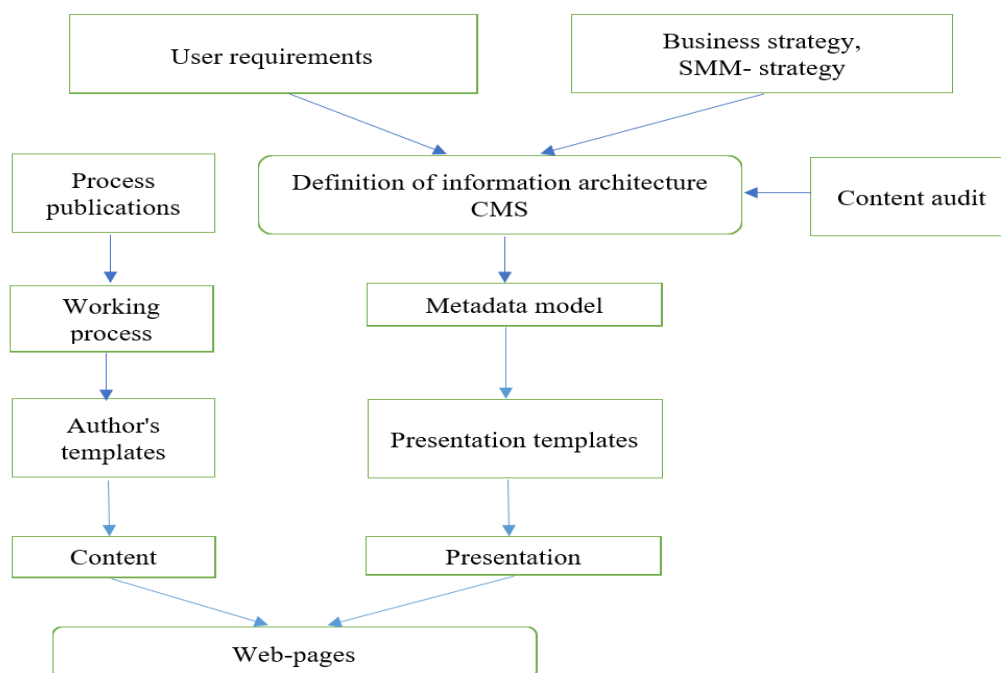 User requirements
Business strategy,
SMM- strategy
Process
publications
Definition of information architecture
CMS
Content audit
Working
process
Metadata model
Author's
templates
Presentation templates
Content
Presentation
Web-pages